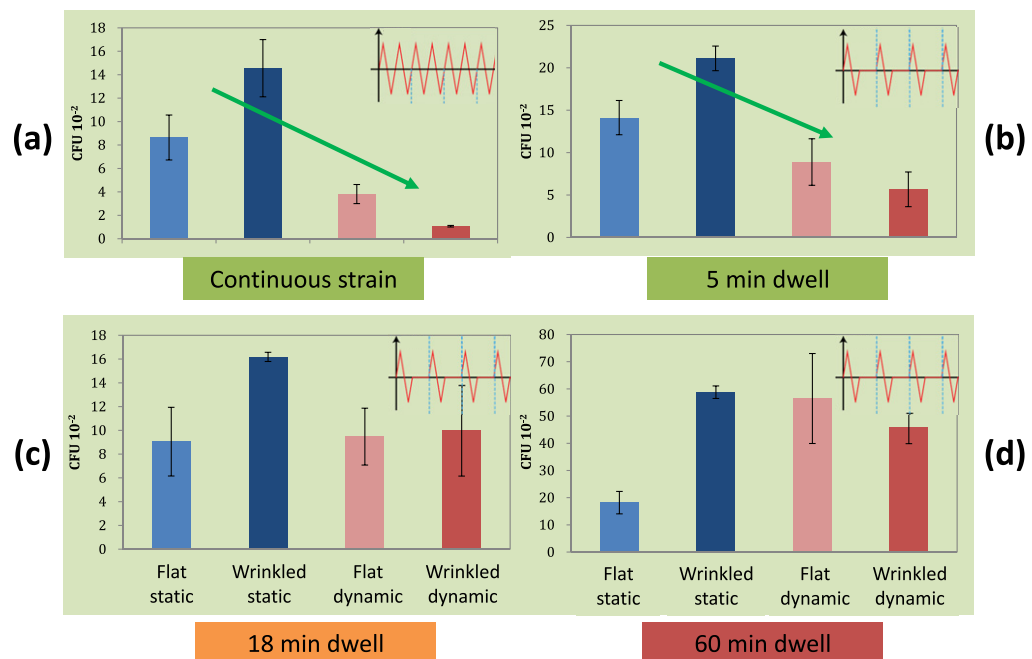 (a)
CFU 10-2
18
16
14
12
10
8
6
4
2
0
Continuous strain
(b)
CFU 10-2
25
20
15
10
5
0
5 min dwell
(c)
CFU 10-2
18
16
14
12
10
8
6
4
2
0
Flat
static
Wrinkled
static
Flat
dynamic
Wrinkled
dynamic
18 min dwell
(d)
CFU 10-2
80
70
60
50
40
30
20
10
0
Flat
static
Wrinkled
static
Flat
dynamic
Wrinkled
dynamic
60 min dwell